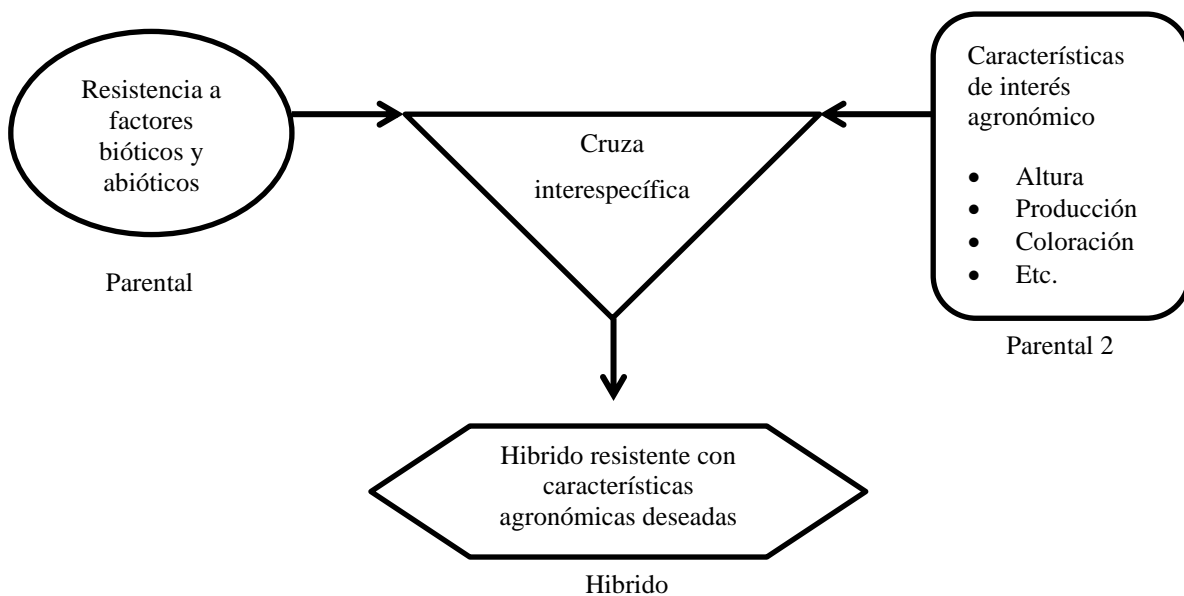 Resistencia a
factores
bióticos y
abióticos
Parental
Cruza
interespecífica
Características
de interés
agronómico
• Altura
• Producción
• Coloración
• Etc.
Parental 2
Hibrido resistente con
características
agronómicas deseadas
Hibrido